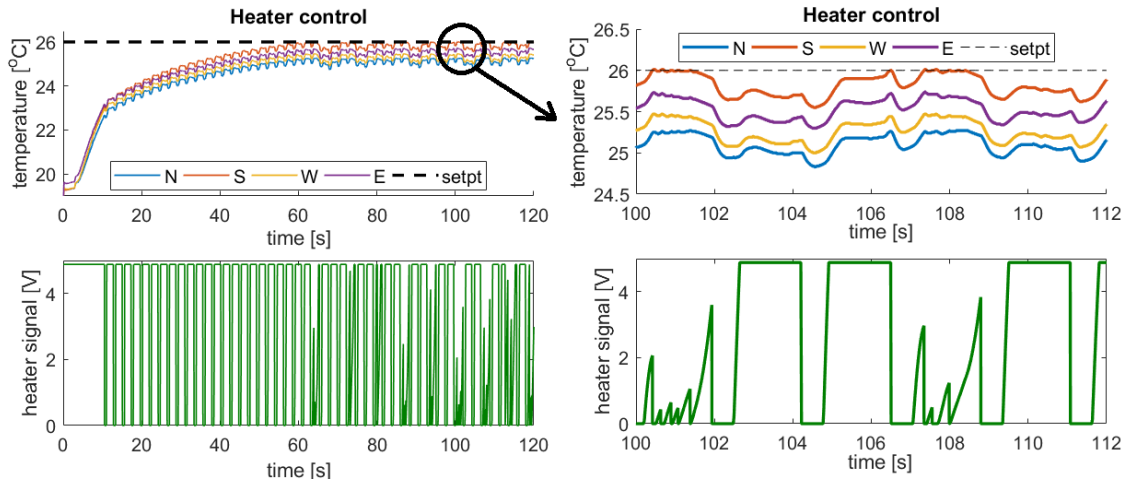 Heater control
temperature [°C]
26
24
22
20
N S W E setpt
0 20 40 60 80 100 120
time [s]
Heater control
temperature [°C]
26.5
26
25.5
25
24.5
N S W E setpt
100 102 104 106 108 110 112
time [s]
heater signal [V]
4
2
0
0 20 40 60 80 100 120
time [s]
heater signal [V]
4
2
0
100 102 104 106 108 110 112
time [s]